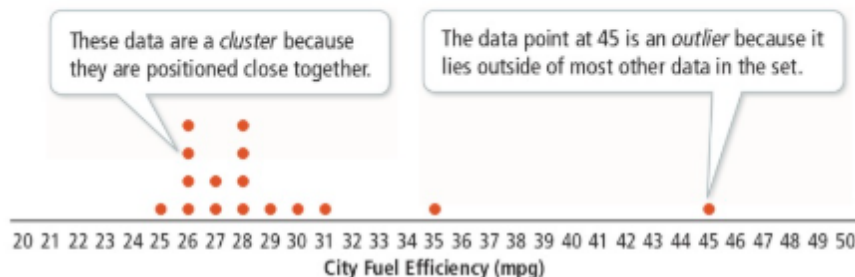 These data are a cluster because
they are positioned close together.
The data point at 45 is an outlier because it
lies outside of most other data in the set.
20 21 22 23 24 25 26 27 28 29 30 31 32 33 34 35 36 37 38 39 40 41 42 43 44 45 46 47 48 49 50
City Fuel Efficiency (mpg)